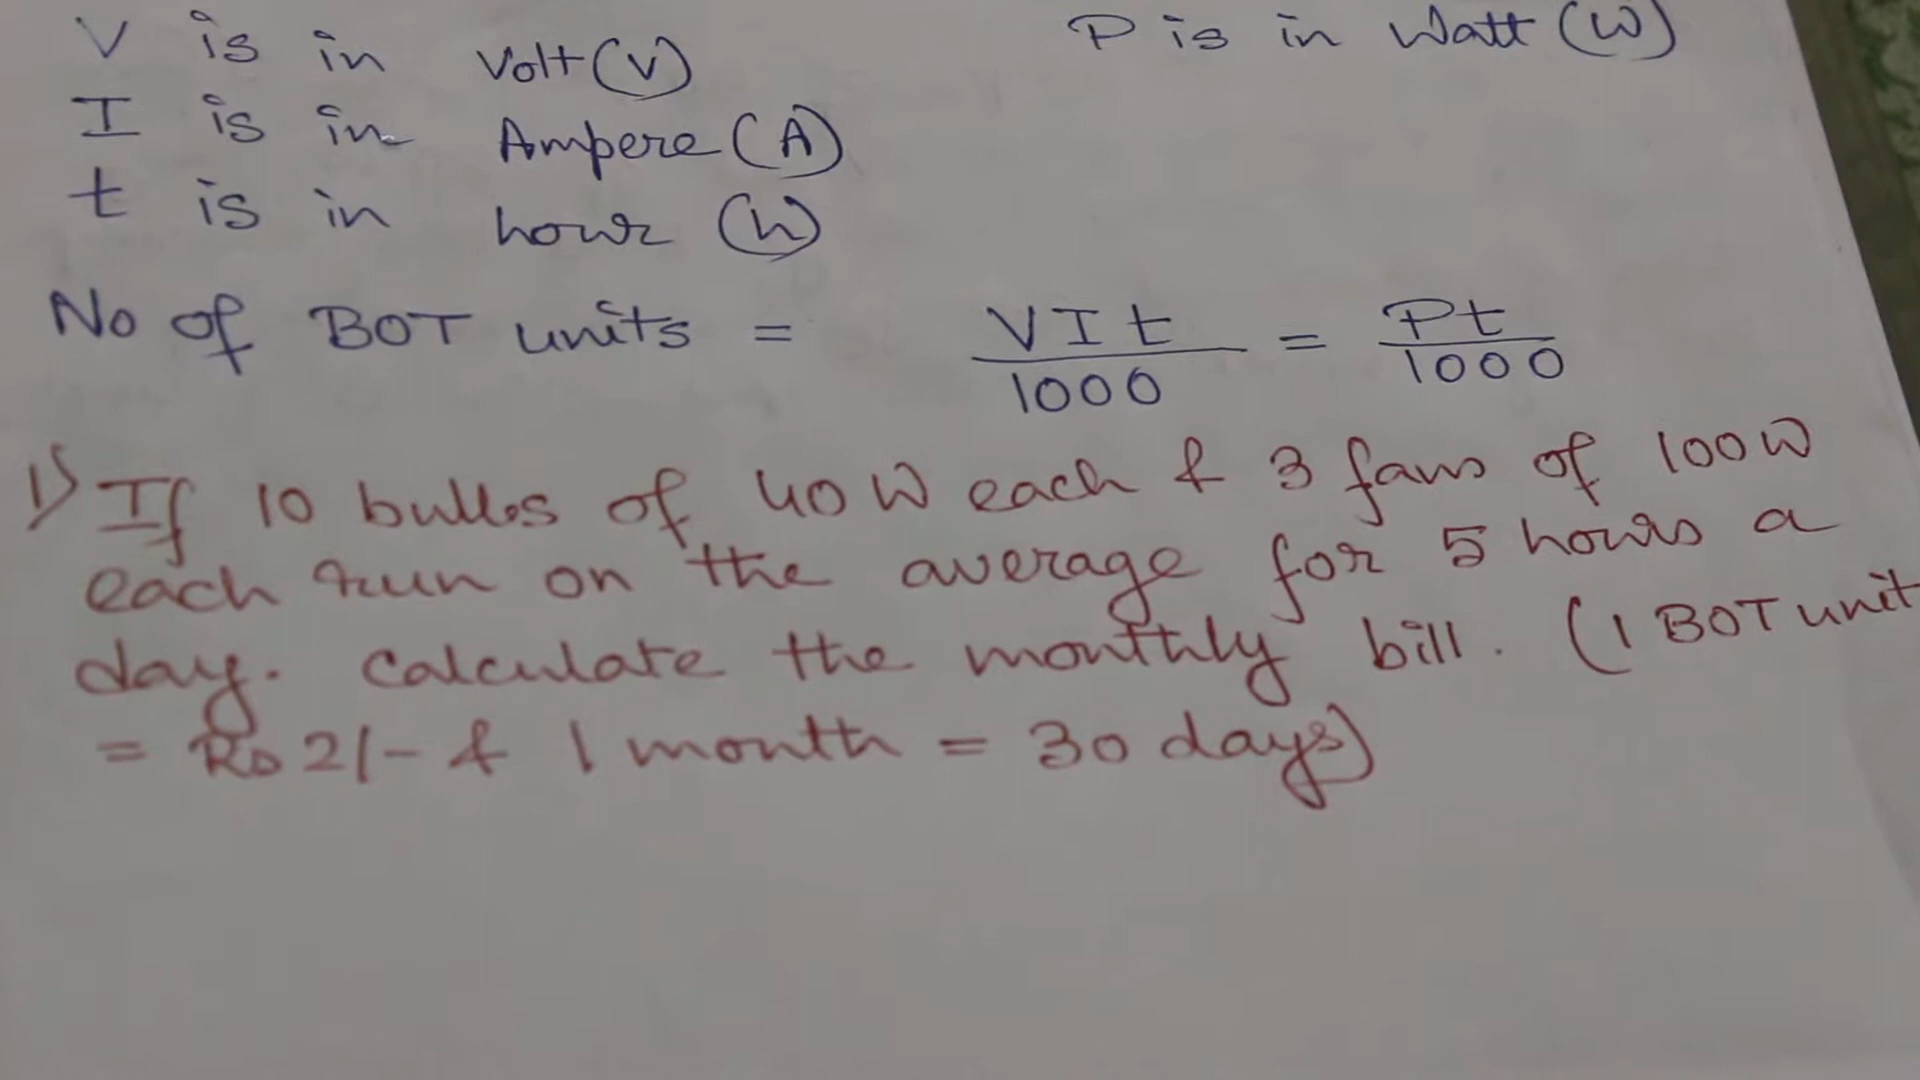 V is in Volt (V) P is in Watt (W)
I is in Ampere (A)
t is in hour (h)
No of BOT units = VIt/1000 = Pt/1000
1) If 10 bulbs of 40W each & 3 fans of 100W
each run on the average for 5 hours a
day. Calculate the monthly bill. (1 BOT unit
= Rs 2/- & 1 month = 30 days)